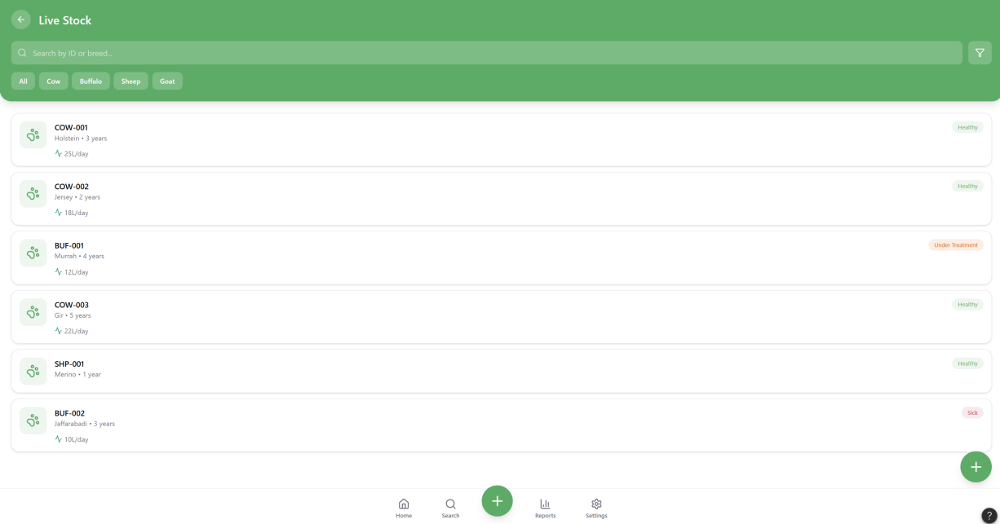 Live Stock
Search by ID or breed...
All Cow Buffalo Sheep Goat
COW-001
Healthy
Holstein • 3 years
25L/day
COW-002
Healthy
Jersey • 2 years
18L/day
BUF-001
Under Treatment
Murrah • 4 years
12L/day
COW-003
Healthy
Gir • 5 years
22L/day
SHP-001
Healthy
Merino • 1 year
BUF-002
Sick
Jaffarabadi • 3 years
10L/day
Home Search Reports Settings
?